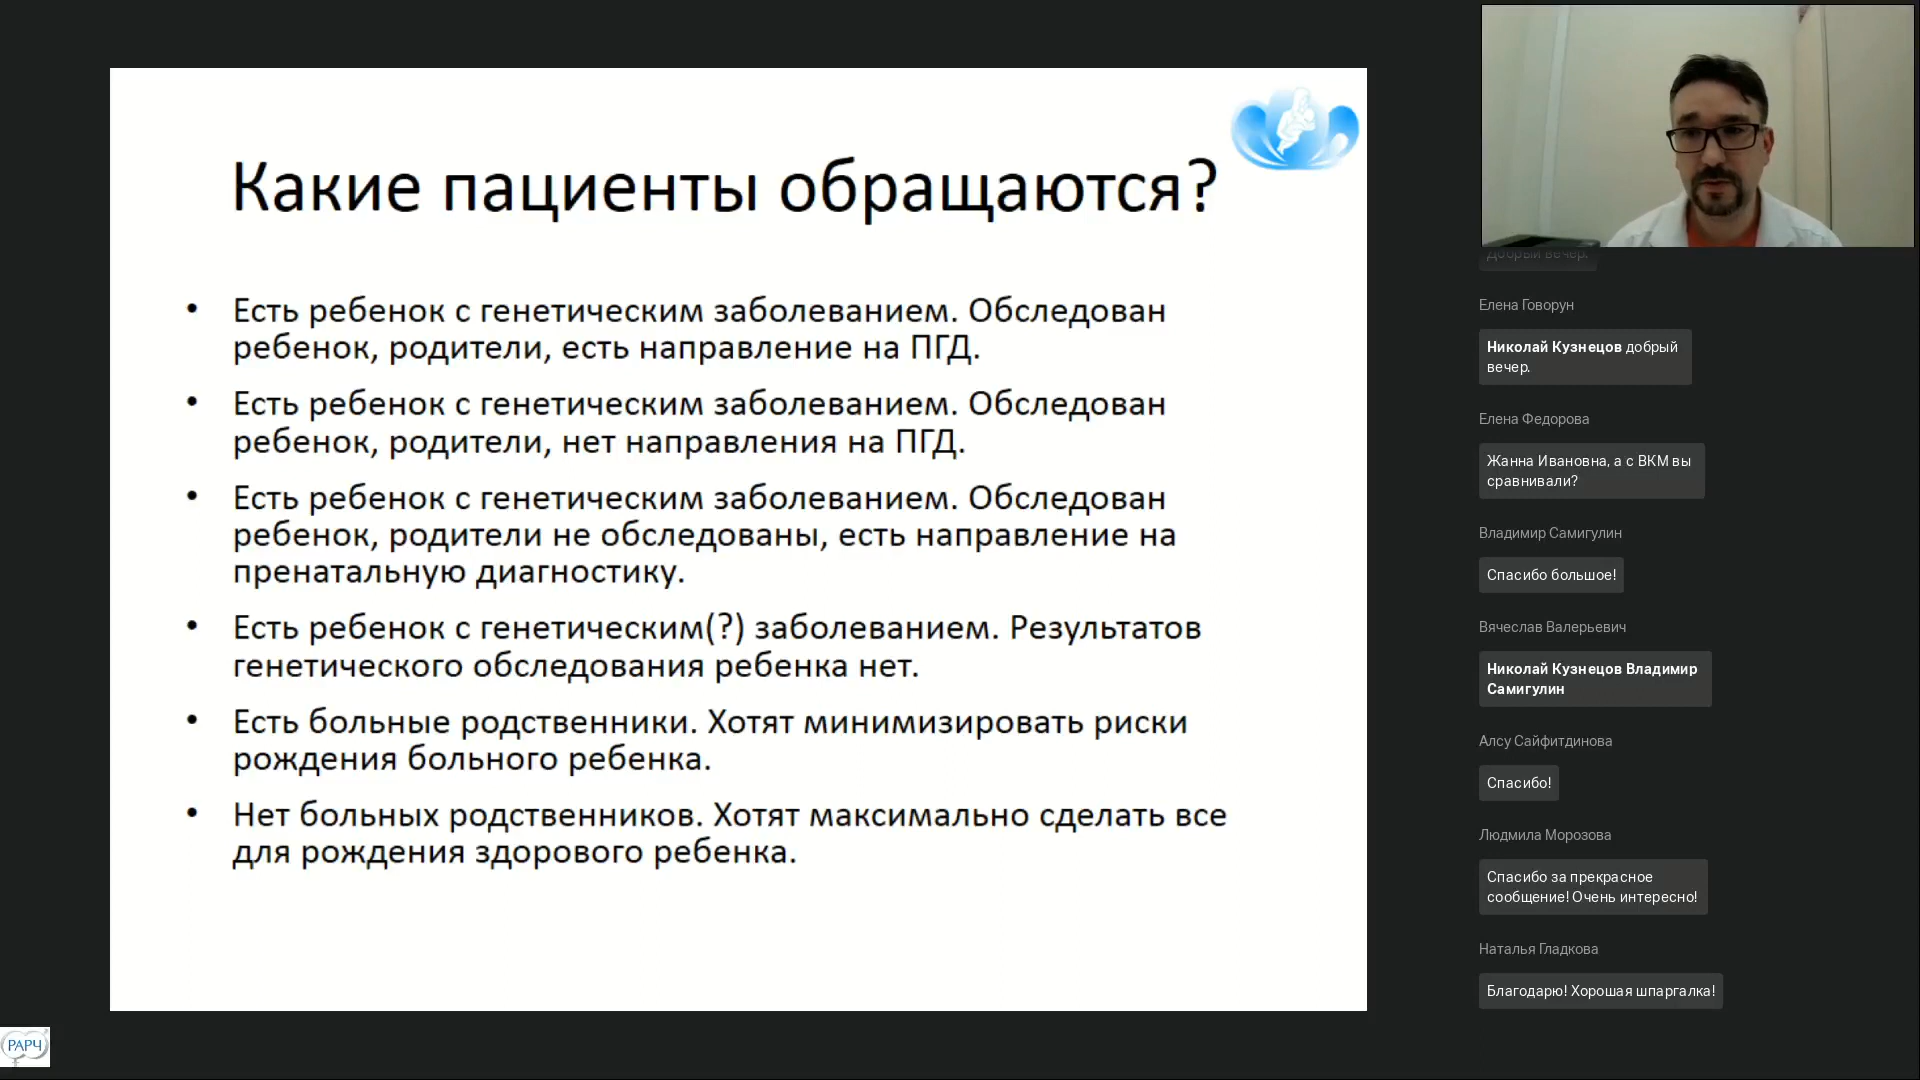 Какие пациенты обращаются?
• Есть ребенок с генетическим заболеванием. Обследован
ребенок, родители, есть направление на ПГД.
• Есть ребенок с генетическим заболеванием. Обследован
ребенок, родители, нет направления на ПГД.
• Есть ребенок с генетическим заболеванием. Обследован
ребенок, родители не обследованы, есть направление на
пренатальную диагностику.
• Есть ребенок с генетическим(?) заболеванием. Результатов
генетического обследования ребенка нет.
• Есть больные родственники. Хотят минимизировать риски
рождения больного ребенка.
• Нет больных родственников. Хотят максимально сделать все
для рождения здорового ребенка.
РАРЧ
Добрый вечер.
Елена Говорун
Николай Кузнецов добрый
вечер.
Елена Федорова
Жанна Ивановна, а с ВКМ вы
сравнивали?
Владимир Самигулин
Спасибо большое!
Вячеслав Валерьевич
Николай Кузнецов Владимир
Самигулин
Алсу Сайфитдинова
Спасибо!
Людмила Морозова
Спасибо за прекрасное
сообщение! Очень интересно!
Наталья Гладкова
Благодарю! Хорошая шпаргалка!